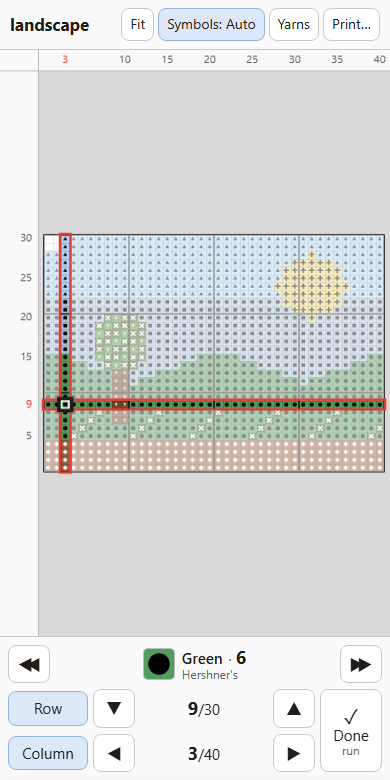 landscape
Fit
Symbols: Auto
Yarns
Print...
3 10 15 20 25 30 35 40
30
25
20
15
9
5
Green · 6
Hershner's
Row
9/30
✓
Done
run
Column
3/40